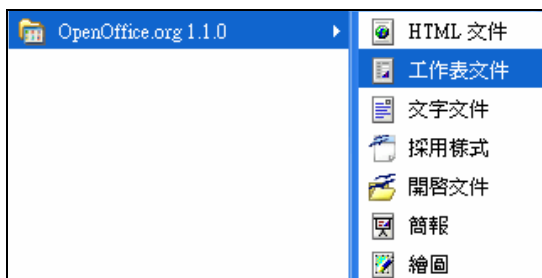 OpenOffice.org 1.1.0
HTML 文件
工作表文件
文字文件
採用樣式
開啓文件
簡報
繪圖